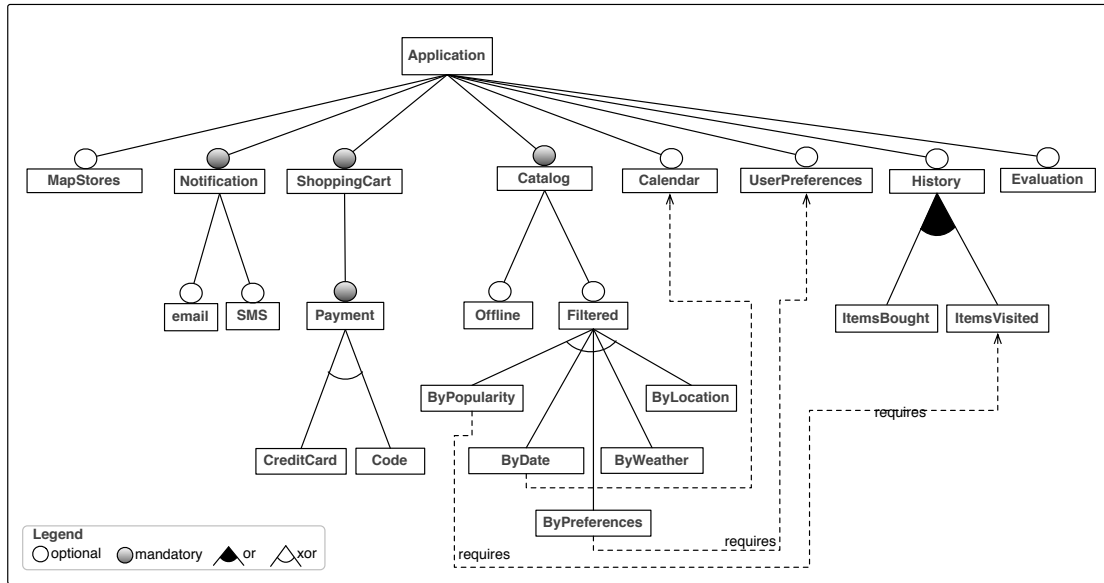 Application
MapStores
Notification
ShoppingCart
Catalog
Calendar
UserPreferences
History
Evaluation
email
SMS
Payment
Offline
Filtered
ItemsBought
ItemsVisited
ByPopularity
ByLocation
requires
CreditCard
Code
ByDate
ByWeather
ByPreferences
requires
requires
Legend
optional
mandatory
or
xor